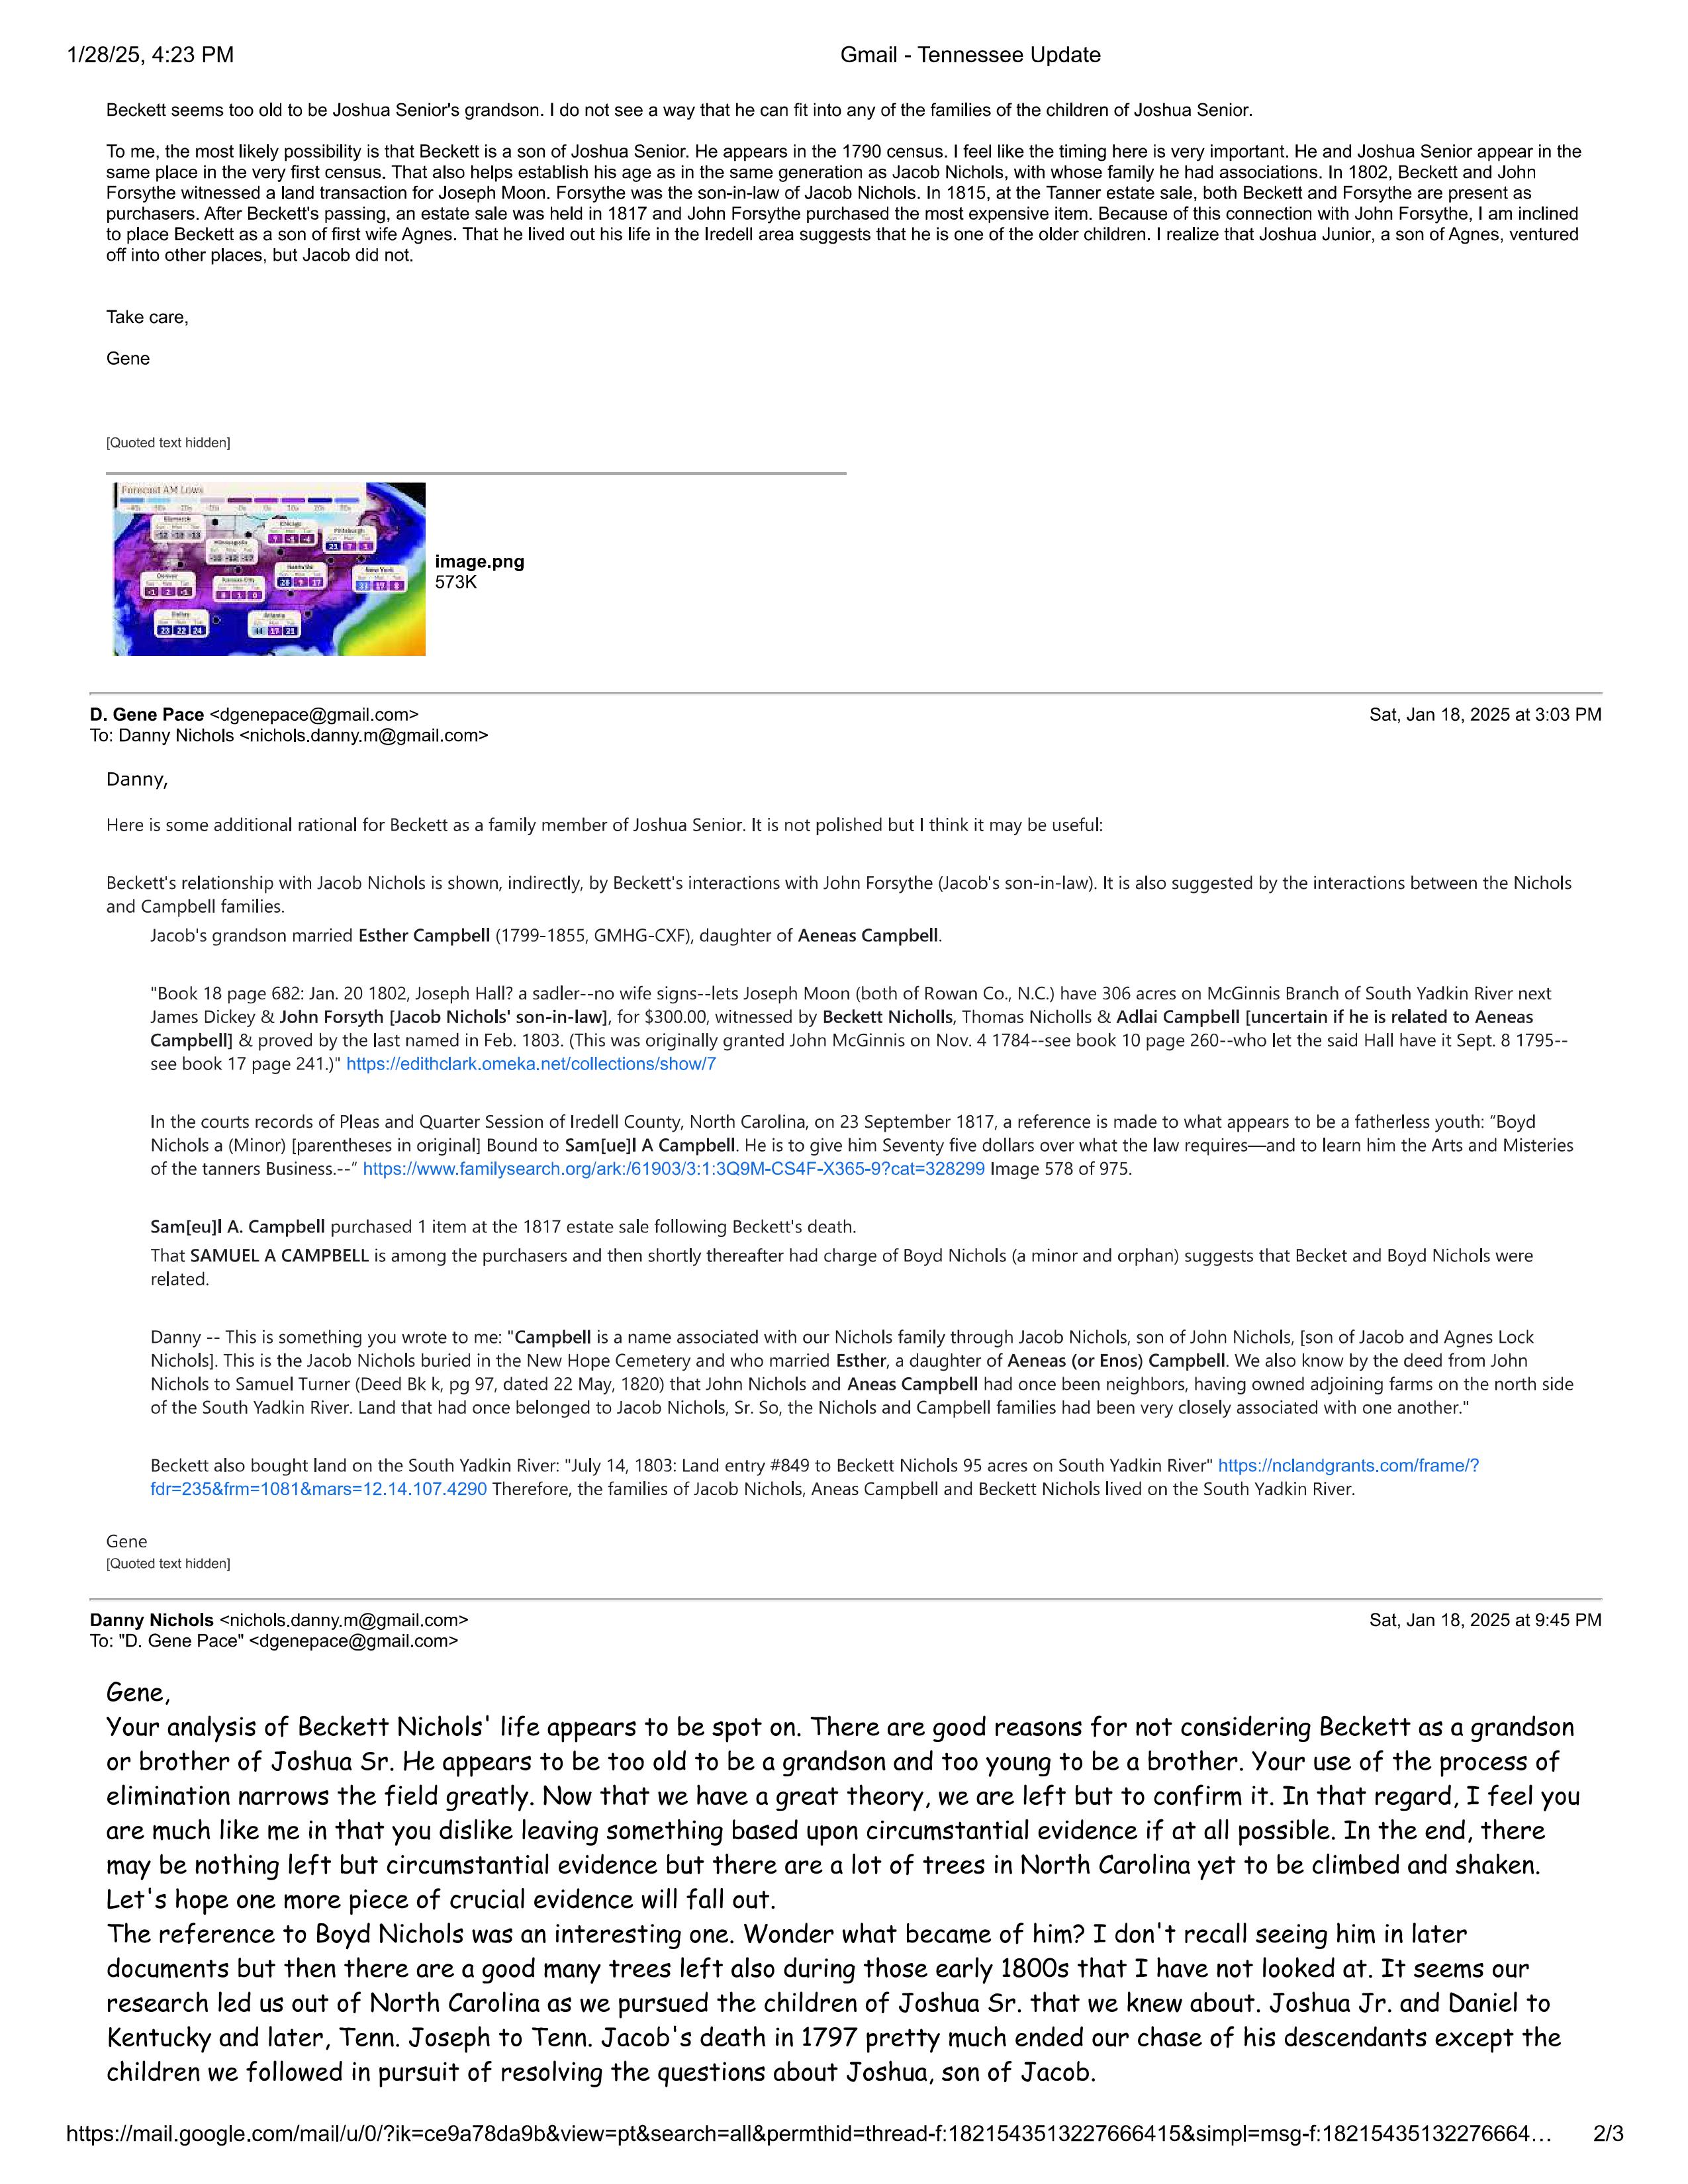 1/28/25, 4:23 PM
Gmail - Tennessee Update
Beckett seems too old to be Joshua Senior's grandson. I do not see a way that he can fit into any of the families of the children of Joshua Senior.
To me, the most likely possibility is that Beckett is a son of Joshua Senior. He appears in the 1790 census. I feel like the timing here is very important. He and Joshua Senior appear in the
same place in the very first census. That also helps establish his age as in the same generation as Jacob Nichols, with whose family he had associations. In 1802, Beckett and John
Forsythe witnessed a land transaction for Joseph Moon. Forsythe was the son-in-law of Jacob Nichols. In 1815, at the Tanner estate sale, both Beckett and Forsythe are present as
purchasers. After Beckett's passing, an estate sale was held in 1817 and John Forsythe purchased the most expensive item. Because of this connection with John Forsythe, I am inclined
to place Beckett as a son of first wife Agnes. That he lived out his life in the Iredell area suggests that he is one of the older children. I realize that Joshua Junior, a son of Agnes, ventured
off into other places, but Jacob did not.
Take care,
Gene
[Quoted text hidden]
Forecast AM Lows
Bismarck
-12 -18 -13
Chicago
7 -3 -4
Pittsburgh
21 7 1
Minneapolis
-10 -12 -17
Denver
-1 2 -1
Kansas City
8 1 0
Nashville
28 9 17
New York
17 8
Dallas
23 22 24
Atlanta
44 17 21
image.png
573K
D. Gene Pace <dgenepace@gmail.com>
Sat, Jan 18, 2025 at 3:03 PM
To: Danny Nichols <nichols.danny.m@gmail.com>
Danny,
Here is some additional rational for Beckett as a family member of Joshua Senior. It is not polished but I think it may be useful:
Beckett's relationship with Jacob Nichols is shown, indirectly, by Beckett's interactions with John Forsythe (Jacob's son-in-law). It is also suggested by the interactions between the Nichols
and Campbell families.
Jacob's grandson married Esther Campbell (1799-1855, GMHG-CXF), daughter of Aeneas Campbell.
"Book 18 page 682: Jan. 20 1802, Joseph Hall? a sadler--no wife signs--lets Joseph Moon (both of Rowan Co., N.C.) have 306 acres on McGinnis Branch of South Yadkin River next
James Dickey & John Forsyth [Jacob Nichols' son-in-law], for $300.00, witnessed by Beckett Nicholls, Thomas Nicholls & Adlai Campbell [uncertain if he is related to Aeneas
Campbell] & proved by the last named in Feb. 1803. (This was originally granted John McGinnis on Nov. 4 1784--see book 10 page 260--who let the said Hall have it Sept. 8 1795--
see book 17 page 241.)" https://edithclark.omeka.net/collections/show/7
In the courts records of Pleas and Quarter Session of Iredell County, North Carolina, on 23 September 1817, a reference is made to what appears to be a fatherless youth: “Boyd
Nichols a (Minor) [parentheses in original] Bound to Sam[ue]l A Campbell. He is to give him Seventy five dollars over what the law requires—and to learn him the Arts and Misteries
of the tanners Business.--” https://www.familysearch.org/ark:/61903/3:1:3Q9M-CS4F-X365-9?cat=328299 Image 578 of 975.
Sam[eu]l A. Campbell purchased 1 item at the 1817 estate sale following Beckett's death.
That SAMUEL A CAMPBELL is among the purchasers and then shortly thereafter had charge of Boyd Nichols (a minor and orphan) suggests that Becket and Boyd Nichols were
related.
Danny -- This is something you wrote to me: "Campbell is a name associated with our Nichols family through Jacob Nichols, son of John Nichols, [son of Jacob and Agnes Lock
Nichols]. This is the Jacob Nichols buried in the New Hope Cemetery and who married Esther, a daughter of Aeneas (or Enos) Campbell. We also know by the deed from John
Nichols to Samuel Turner (Deed Bk k, pg 97, dated 22 May, 1820) that John Nichols and Aneas Campbell had once been neighbors, having owned adjoining farms on the north side
of the South Yadkin River. Land that had once belonged to Jacob Nichols, Sr. So, the Nichols and Campbell families had been very closely associated with one another."
Beckett also bought land on the South Yadkin River: "July 14, 1803: Land entry #849 to Beckett Nichols 95 acres on South Yadkin River" https://nclandgrants.com/frame/?
fdr=235&frm=1081&mars=12.14.107.4290 Therefore, the families of Jacob Nichols, Aneas Campbell and Beckett Nichols lived on the South Yadkin River.
Gene
[Quoted text hidden]
Danny Nichols <nichols.danny.m@gmail.com>
Sat, Jan 18, 2025 at 9:45 PM
To: "D. Gene Pace" <dgenepace@gmail.com>
Gene,
Your analysis of Beckett Nichols' life appears to be spot on. There are good reasons for not considering Beckett as a grandson
or brother of Joshua Sr. He appears to be too old to be a grandson and too young to be a brother. Your use of the process of
elimination narrows the field greatly. Now that we have a great theory, we are left but to confirm it. In that regard, I feel you
are much like me in that you dislike leaving something based upon circumstantial evidence if at all possible. In the end, there
may be nothing left but circumstantial evidence but there are a lot of trees in North Carolina yet to be climbed and shaken.
Let's hope one more piece of crucial evidence will fall out.
The reference to Boyd Nichols was an interesting one. Wonder what became of him? I don't recall seeing him in later
documents but then there are a good many trees left also during those early 1800s that I have not looked at. It seems our
research led us out of North Carolina as we pursued the children of Joshua Sr. that we knew about. Joshua Jr. and Daniel to
Kentucky and later, Tenn. Joseph to Tenn. Jacob's death in 1797 pretty much ended our chase of his descendants except the
children we followed in pursuit of resolving the questions about Joshua, son of Jacob.
https://mail.google.com/mail/u/0/?ik=ce9a78da9b&view=pt&search=all&permthid=thread-f:1821543513227666415&simpl=msg-f:18215435132276664… 2/3